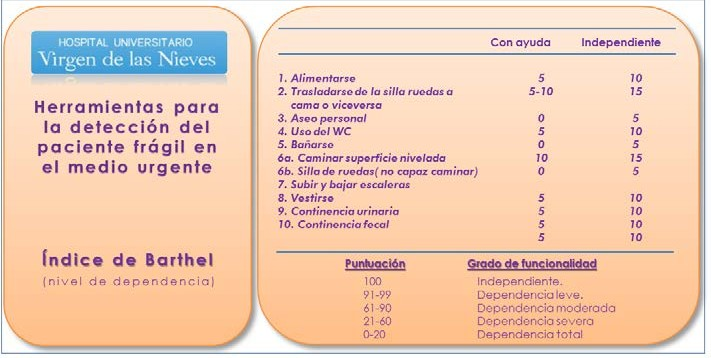 HOSPITAL UNIVERSITARIO
Virgen de las Nieves
Herramientas para
la detección del
paciente frágil en
el medio urgente
Índice de Barthel
(nivel de dependencia)
Con ayuda Independiente
1. Alimentarse 5 10
2. Trasladarse de la silla ruedas a 5-10 15
cama o viceversa
3. Aseo personal 0 5
4. Uso del WC 5 10
5. Bañarse 0 5
6a. Caminar superficie nivelada 10 15
6b. Silla de ruedas( no capaz caminar) 0 5
7. Subir y bajar escaleras
8. Vestirse 5 10
9. Continencia urinaria 5 10
10. Continencia fecal 5 10
5 10
Puntuación Grado de funcionalidad
100 Independiente.
91-99 Dependencia leve.
61-90 Dependencia moderada
21-60 Dependencia severa
0-20 Dependencia total